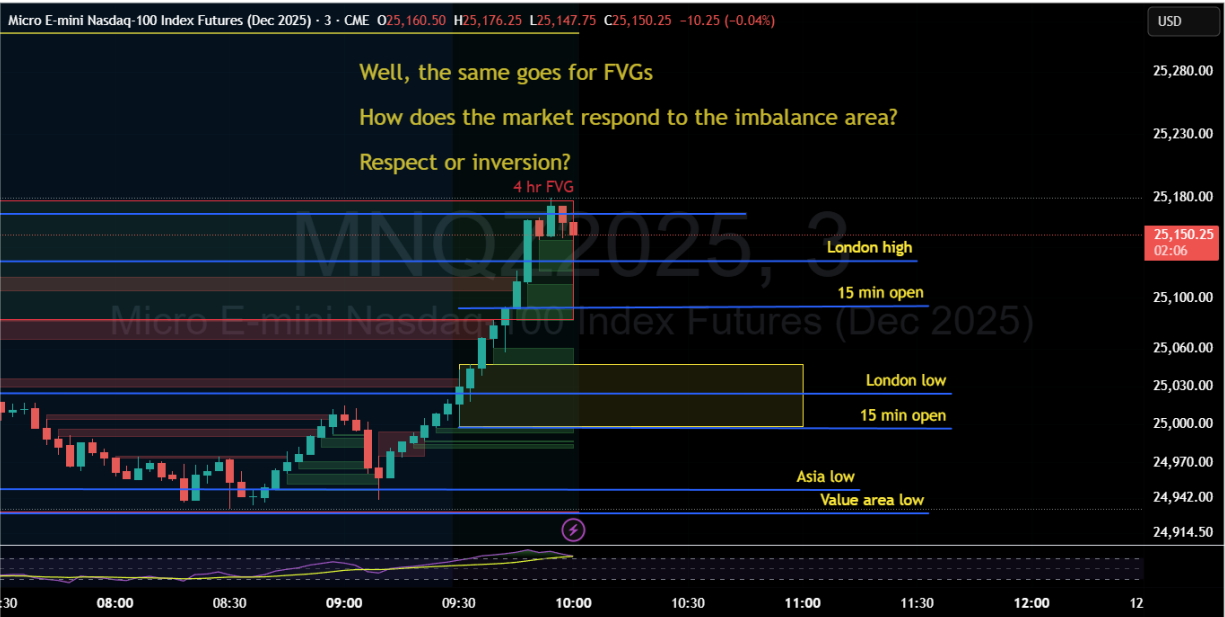 Micro E-mini Nasdaq-100 Index Futures (Dec 2025) · 3 · CME O25,160.50 H25,176.25 L25,147.75 C25,150.25 −10.25 (−0.04%)
USD
Well, the same goes for FVGs
How does the market respond to the imbalance area?
Respect or inversion?
4 hr FVG
MNQZ2025, 3
Micro E-mini Nasdaq-100 Index Futures (Dec 2025)
London high
15 min open
London low
15 min open
Asia low
Value area low
25,280.00
25,230.00
25,180.00
25,150.25
02:06
25,100.00
25,060.00
25,030.00
25,000.00
24,970.00
24,942.00
24,914.50
:30 08:00 08:30 09:00 09:30 10:00 10:30 11:00 11:30 12:00 12